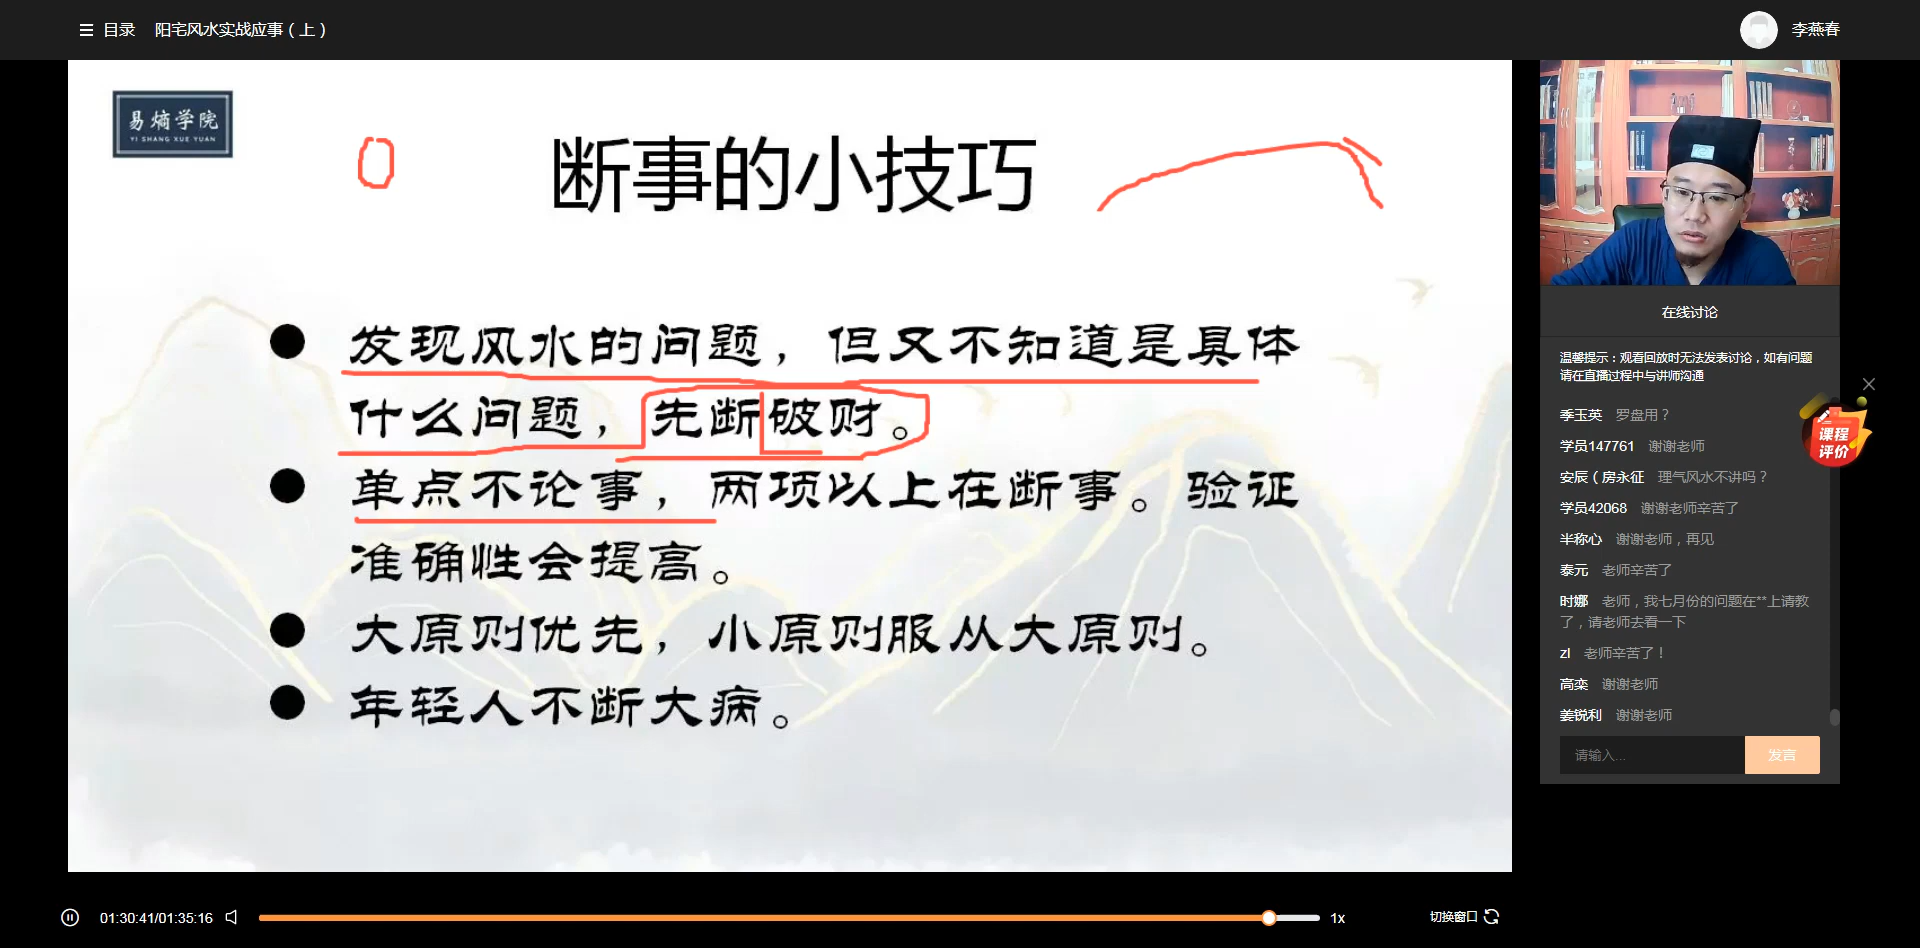 目录 阳宅风水实战应事（上）
李燕春
易熵学院
YI SHANG XUE YUAN
断事的小技巧
发现风水的问题，但又不知道是具体
什么问题，先断破财。
单点不论事，两项以上在断事。验证
准确性会提高。
大原则优先，小原则服从大原则。
年轻人不断大病。
在线讨论
温馨提示：观看回放时无法发表讨论，如有问题
请在直播过程中与讲师沟通
季玉英 罗盘用？
学员147761 谢谢老师
安辰（房永征 理气风水不讲吗？
学员42068 谢谢老师辛苦了
半称心 谢谢老师，再见
泰元 老师辛苦了
时娜 老师，我七月份的问题在**上请教
了，请老师去看一下
zl 老师辛苦了！
高栾 谢谢老师
姜锐利 谢谢老师
请输入...
发言
课程
评价
01:30:41/01:35:16
1x
切换窗口